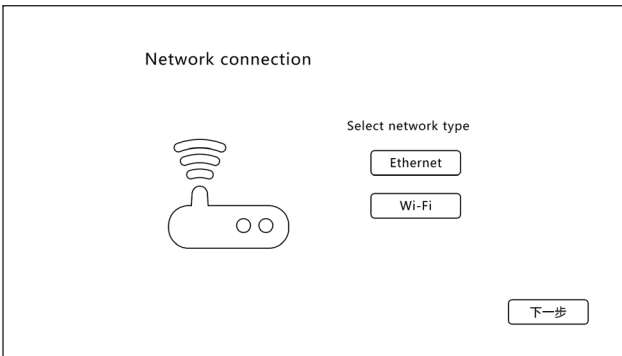 Network connection
Select network type
Ethernet
Wi-Fi
下一步